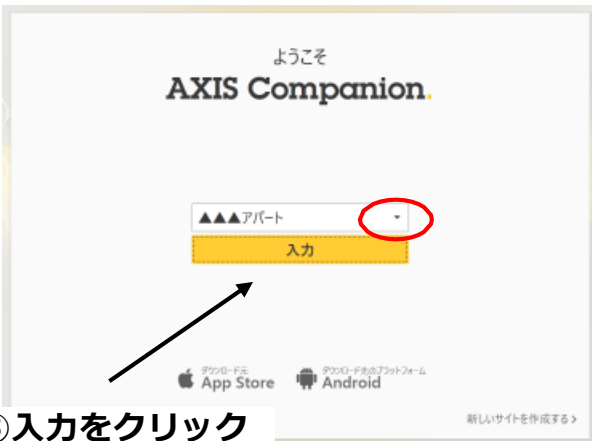 ようこそ
AXIS Companion.
▲▲▲アパート
入力
ダウンロード元
App Store
ダウンロード先のプラットフォーム
Android
入力をクリック
新しいサイトを作成する >